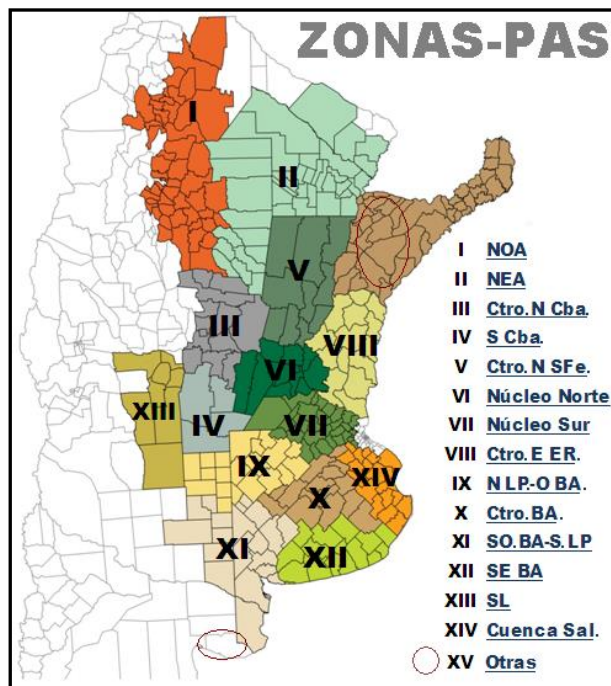 ZONAS-PAS
I
II
V
III
VIII
VI
XIII
IV
VII
IX
XIV
X
XI
XII
I NOA
II NEA
III Ctro.N Cba.
IV S Cba.
V Ctro.N SFe.
VI Núcleo Norte
VII Núcleo Sur
VIII Ctro.E ER.
IX N LP.-O BA.
X Ctro.BA.
XI SO.BA-S.LP
XII SE BA
XIII SL
XIV Cuenca Sal.
XV Otras